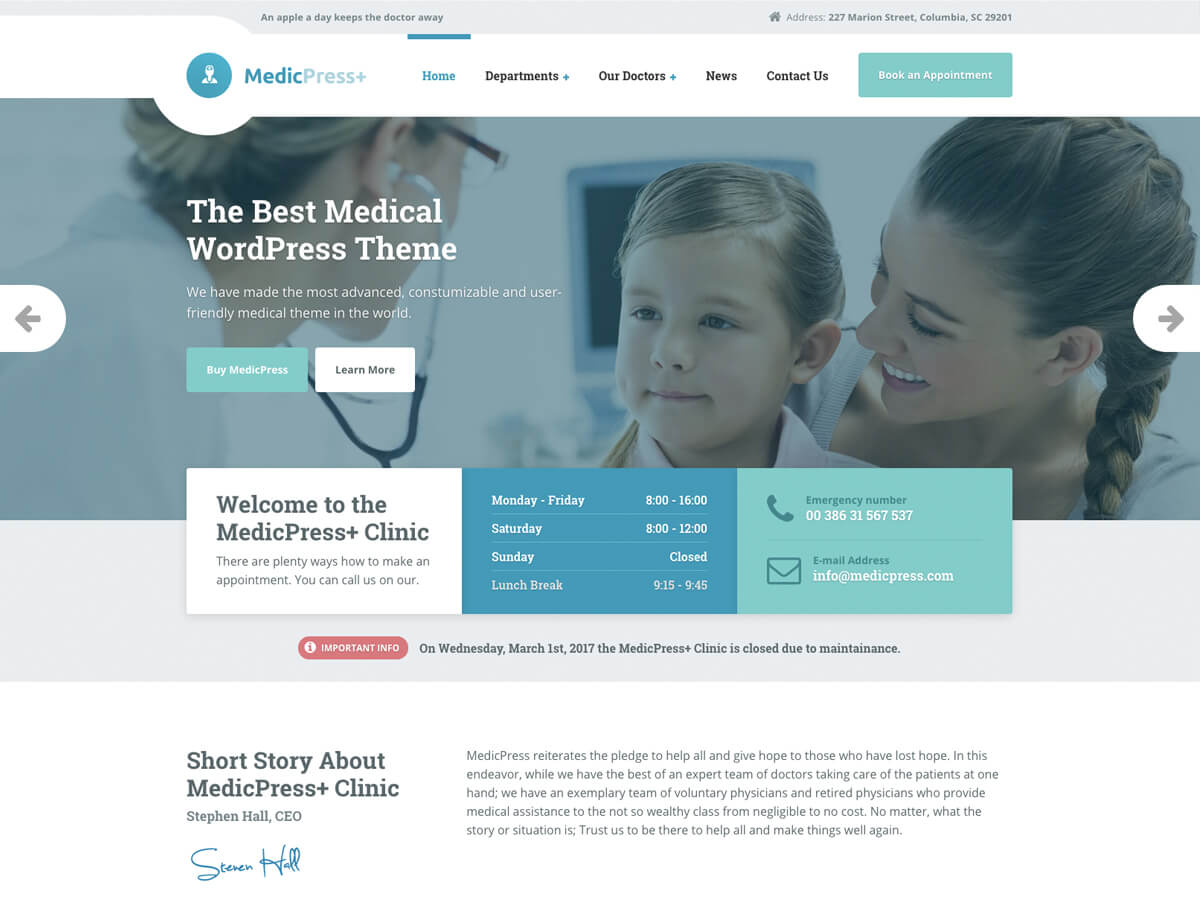 An apple a day keeps the doctor away
Address: 227 Marion Street, Columbia, SC 29201
MedicPress+
Home
Departments +
Our Doctors +
News
Contact Us
Book an Appointment
The Best Medical
WordPress Theme
We have made the most advanced, constumizable and user-
friendly medical theme in the world.
Buy MedicPress
Learn More
Welcome to the
MedicPress+ Clinic
There are plenty ways how to make an
appointment. You can call us on our.
Monday - Friday 8:00 - 16:00
Saturday 8:00 - 12:00
Sunday Closed
Lunch Break 9:15 - 9:45
Emergency number
00 386 31 567 537
E-mail Address
info@medicpress.com
IMPORTANT INFO
On Wednesday, March 1st, 2017 the MedicPress+ Clinic is closed due to maintainance.
Short Story About
MedicPress+ Clinic
Stephen Hall, CEO
Steven Hall
MedicPress reiterates the pledge to help all and give hope to those who have lost hope. In this
endeavor, while we have the best of an expert team of doctors taking care of the patients at one
hand; we have an exemplary team of voluntary physicians and retired physicians who provide
medical assistance to the not so wealthy class from negligible to no cost. No matter, what the
story or situation is; Trust us to be there to help all and make things well again.